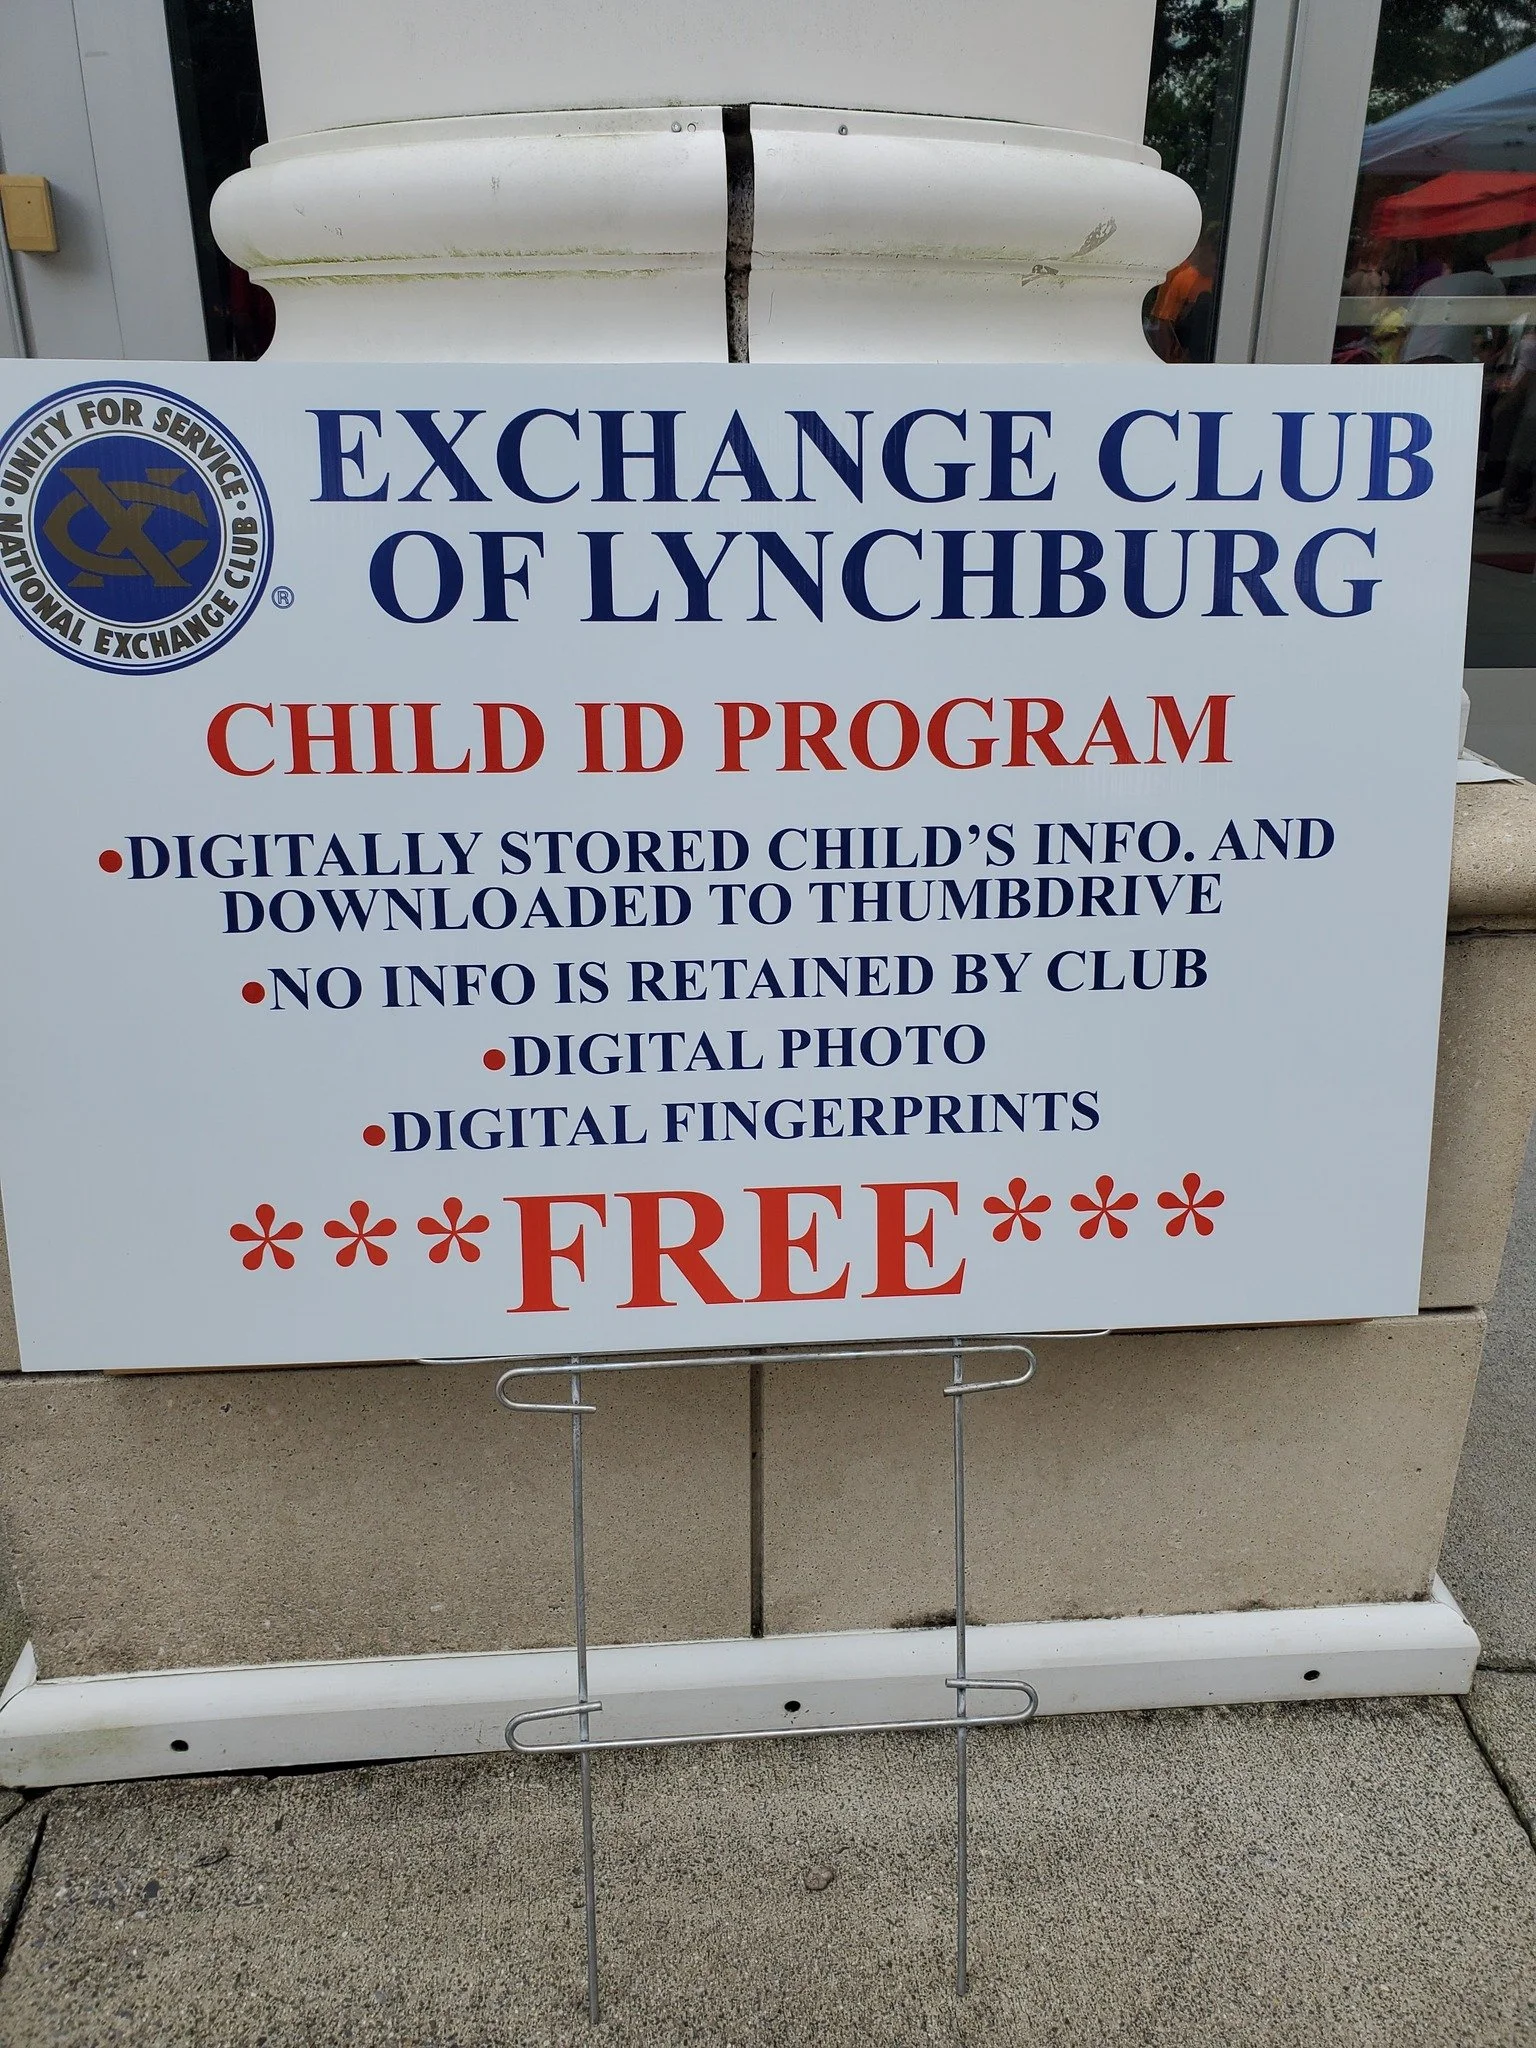 UNITY FOR SERVICE
NATIONAL EXCHANGE CLUB
XC
®
EXCHANGE CLUB
OF LYNCHBURG
CHILD ID PROGRAM
•DIGITALLY STORED CHILD'S INFO. AND
DOWNLOADED TO THUMBDRIVE
•NO INFO IS RETAINED BY CLUB
•DIGITAL PHOTO
•DIGITAL FINGERPRINTS
***FREE***